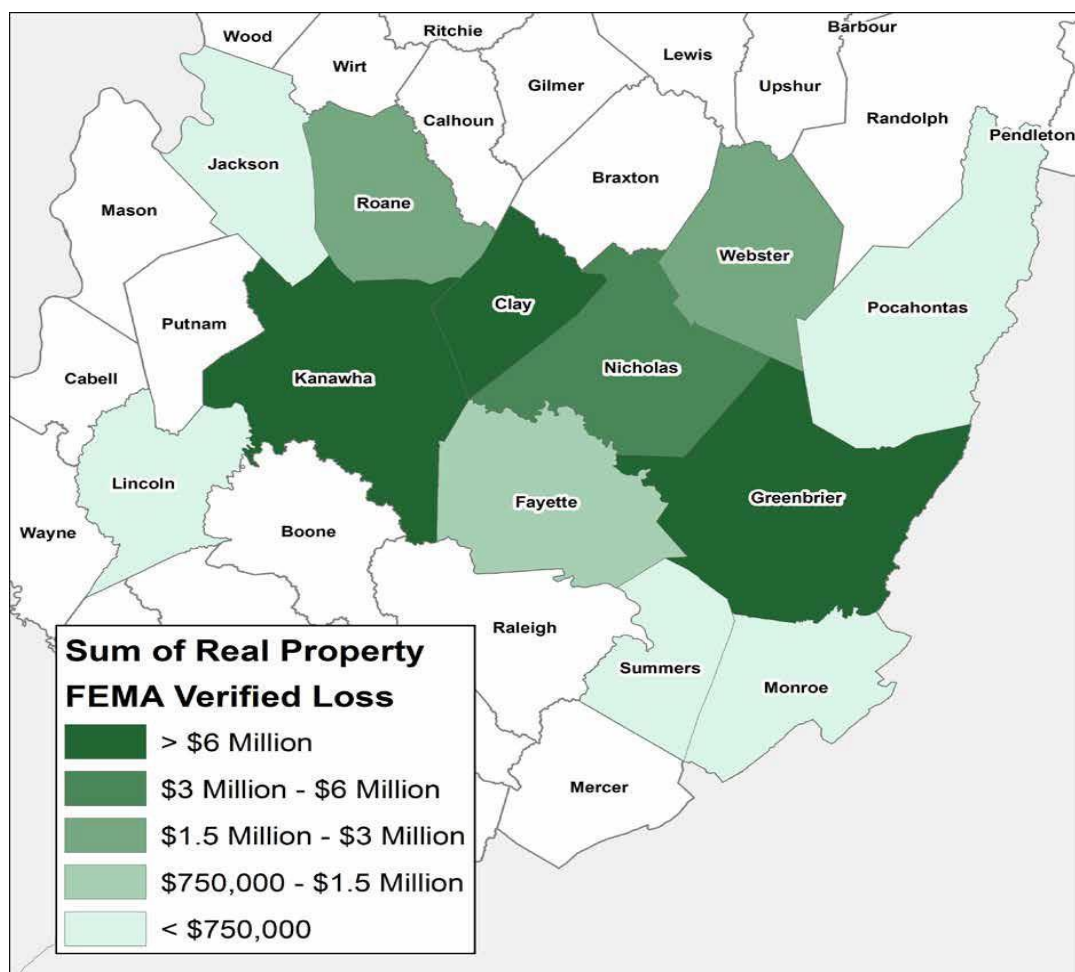 Wood
Ritchie
Barbour
Lewis
Wirt
Gilmer
Upshur
Calhoun
Randolph
Pendleton
Jackson
Braxton
Roane
Mason
Webster
Clay
Pocahontas
Putnam
Nicholas
Cabell
Kanawha
Lincoln
Fayette
Greenbrier
Wayne
Boone
Raleigh
Summers
Monroe
Mercer
Sum of Real Property
FEMA Verified Loss
> $6 Million
$3 Million - $6 Million
$1.5 Million - $3 Million
$750,000 - $1.5 Million
< $750,000